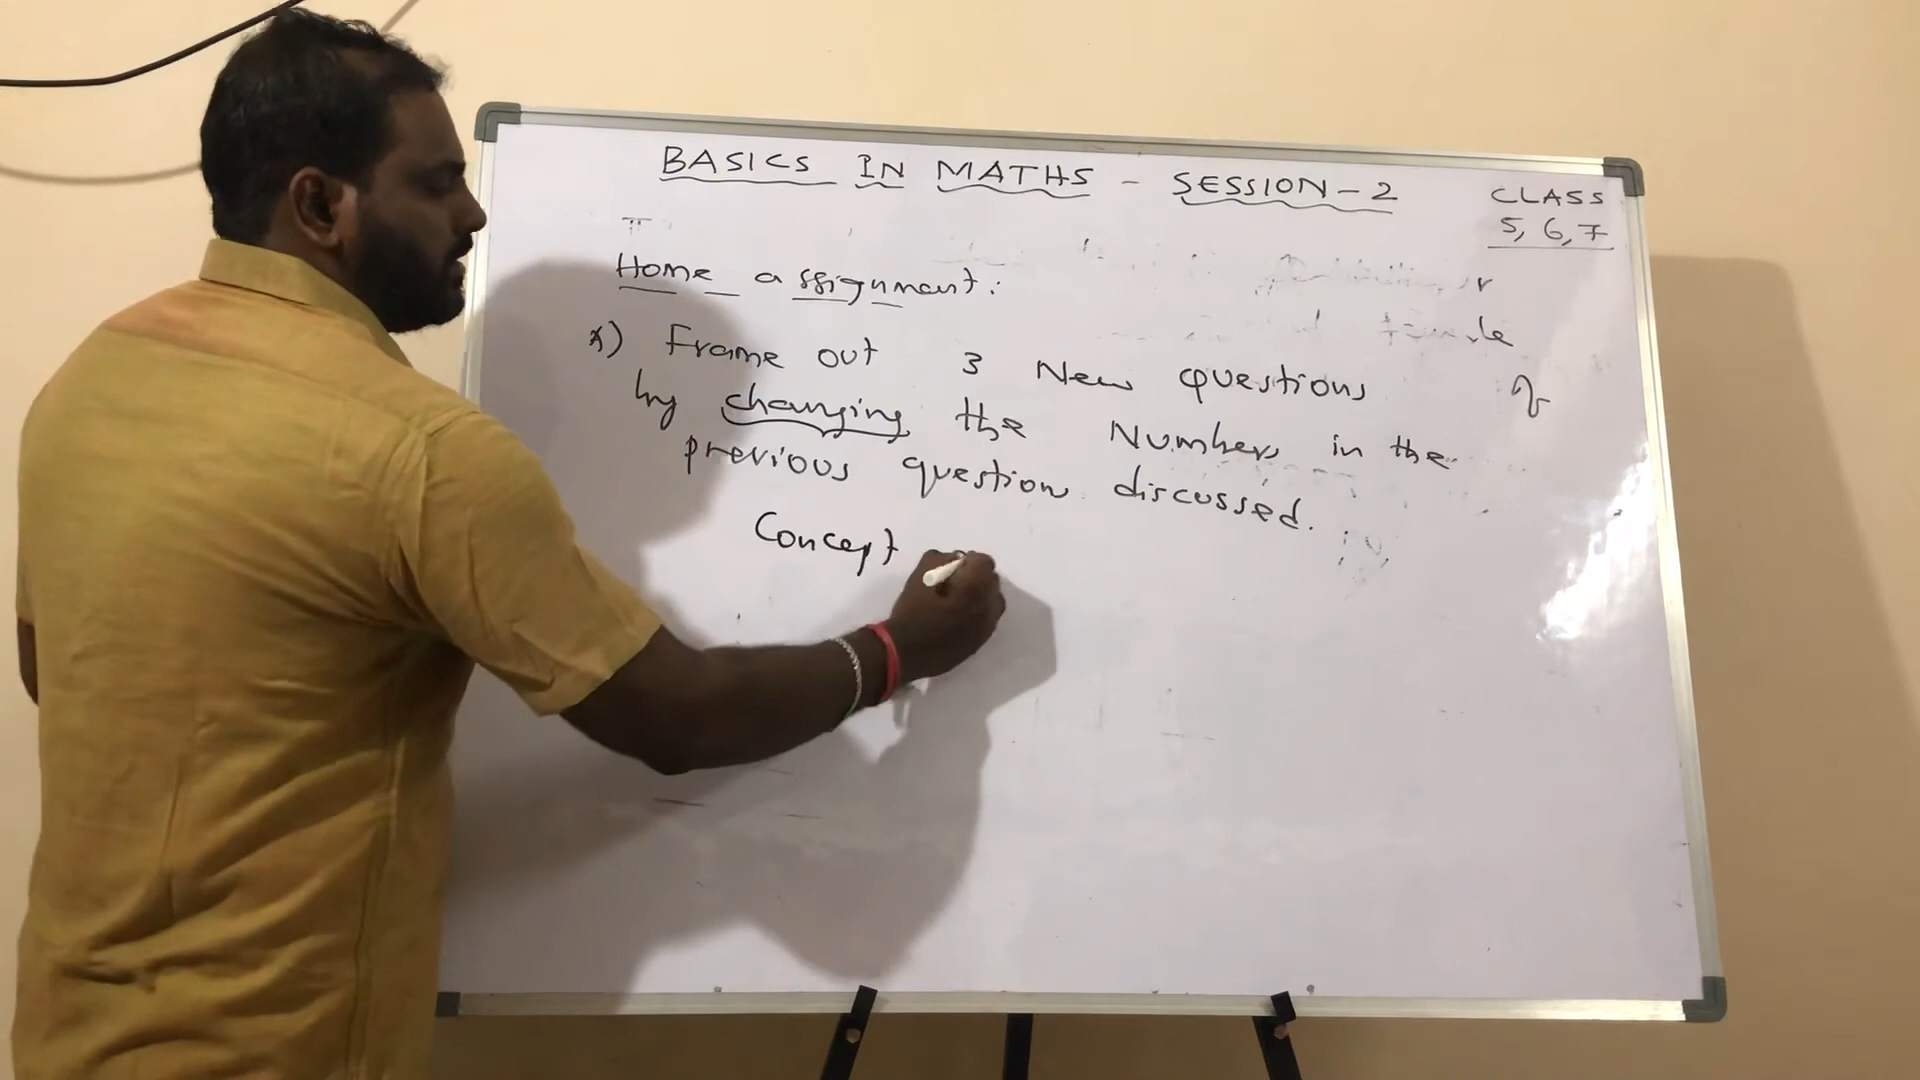 BASICS IN MATHS - SESSION - 2
CLASS
5, 6, 7
Home assignment:
*) Frame out 3 New questions
by changing the Numbers in the
previous question discussed.
Concept